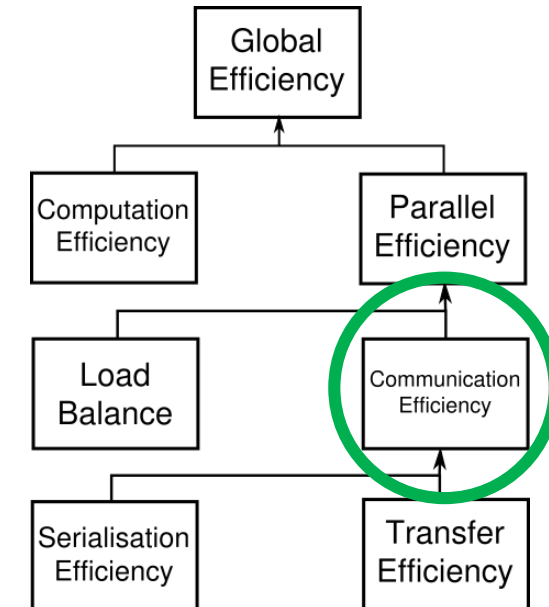 Global
Efficiency
Computation
Efficiency
Parallel
Efficiency
Load
Balance
Communication
Efficiency
Serialisation
Efficiency
Transfer
Efficiency